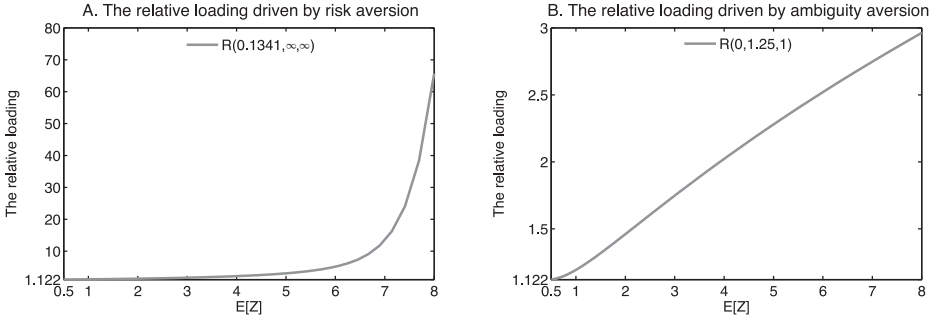 A. The relative loading driven by risk aversion
80
70
60
50
40
30
20
10
1.122
The relative loading
R(0.1341,∞,∞)
0.5 1 2 3 4 5 6 7 8
E[Z]
B. The relative loading driven by ambiguity aversion
3
2.5
2
1.5
1.122
The relative loading
R(0,1.25,1)
0.5 1 2 3 4 5 6 7 8
E[Z]